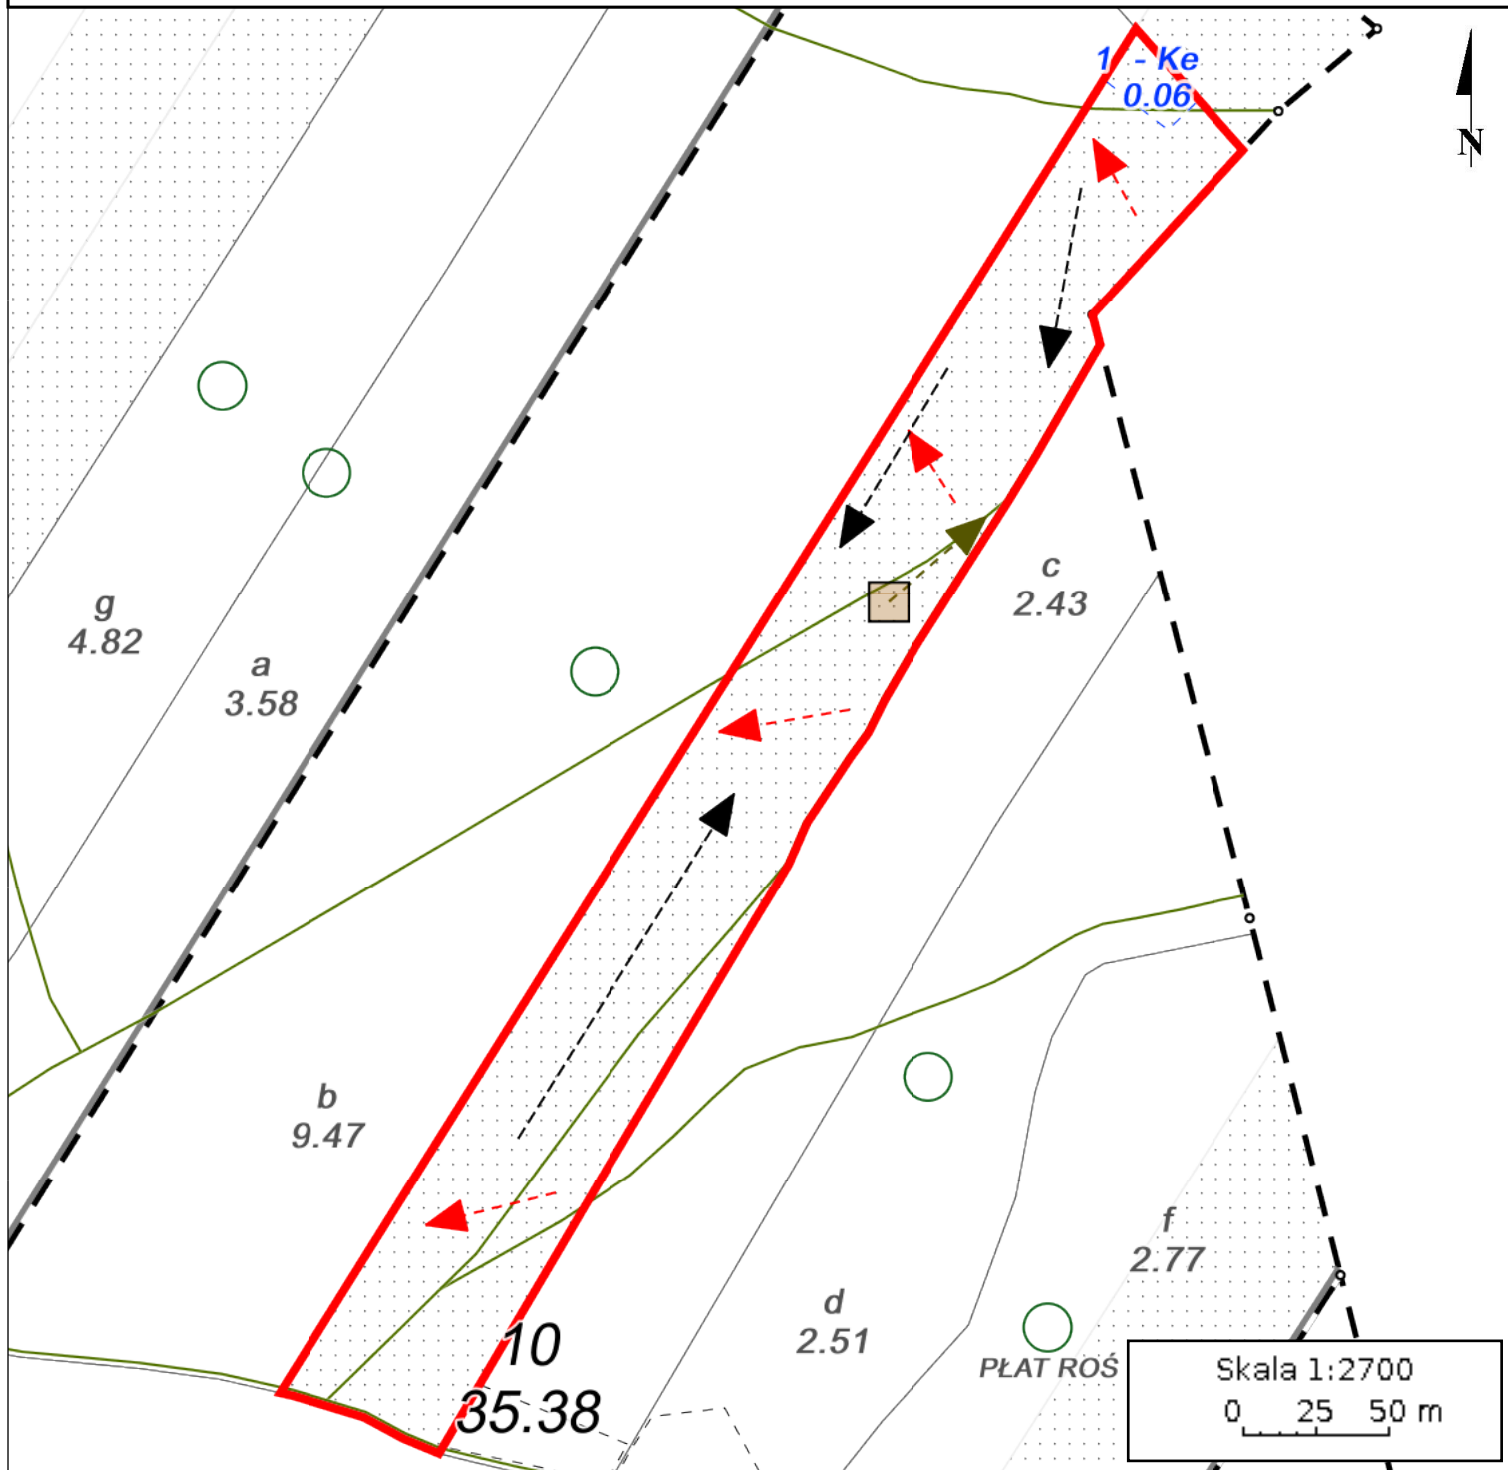 1 - Ke
0.06
N
g
4.82
a
3.58
c
2.43
b
9.47
f
2.77
d
2.51
10
35.38
PŁAT ROŚ
Skala 1:2700
0 25 50 m